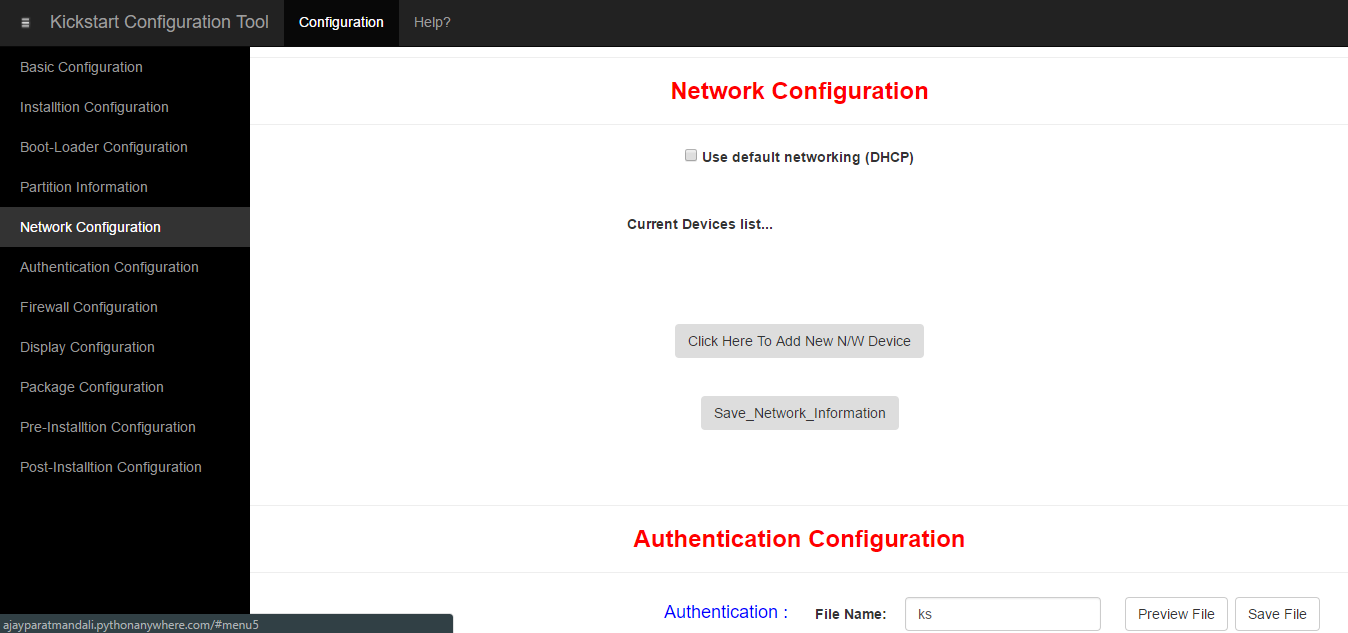 Kickstart Configuration Tool Configuration Help?
Basic Configuration
Installtion Configuration
Boot-Loader Configuration
Partition Information
Network Configuration
Authentication Configuration
Firewall Configuration
Display Configuration
Package Configuration
Pre-Installtion Configuration
Post-Installtion Configuration
Network Configuration
Use default networking (DHCP)
Current Devices list...
Click Here To Add New N/W Device
Save_Network_Information
Authentication Configuration
Authentication : File Name: ks Preview File Save File
ajayparatmandali.pythonanywhere.com/#menu5